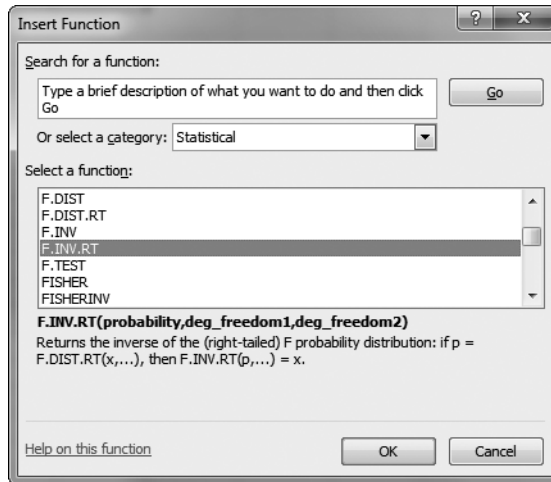 Insert Function
?
X
Search for a function:
Type a brief description of what you want to do and then click
Go
Go
Or select a category: Statistical
Select a function:
F.DIST
F.DIST.RT
F.INV
F.INV.RT
F.TEST
FISHER
FISHERINV
F.INV.RT(probability,deg_freedom1,deg_freedom2)
Returns the inverse of the (right-tailed) F probability distribution: if p =
F.DIST.RT(x,...), then F.INV.RT(p,...) = x.
Help on this function
OK
Cancel